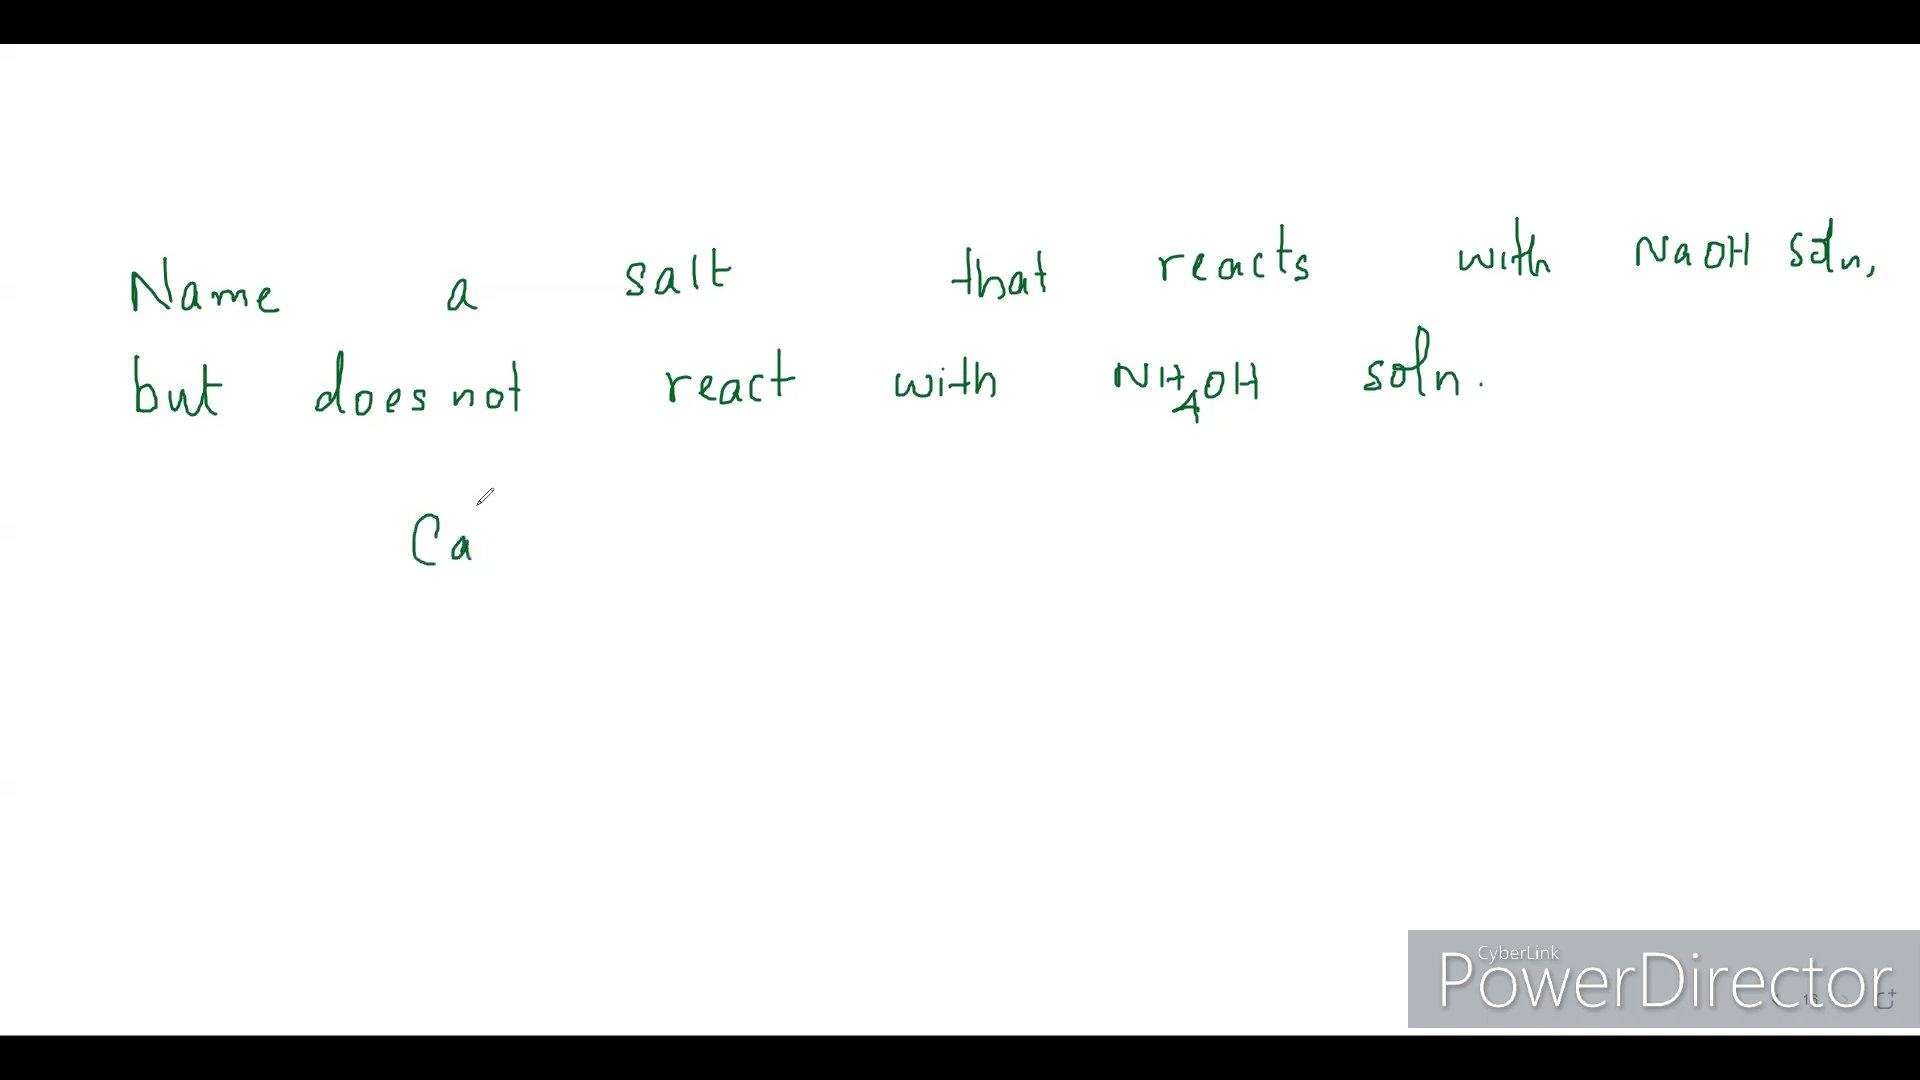 Name a salt that reacts with NaOH soln,
but does not react with NH₄OH soln.
Ca
CyberLink
PowerDirector